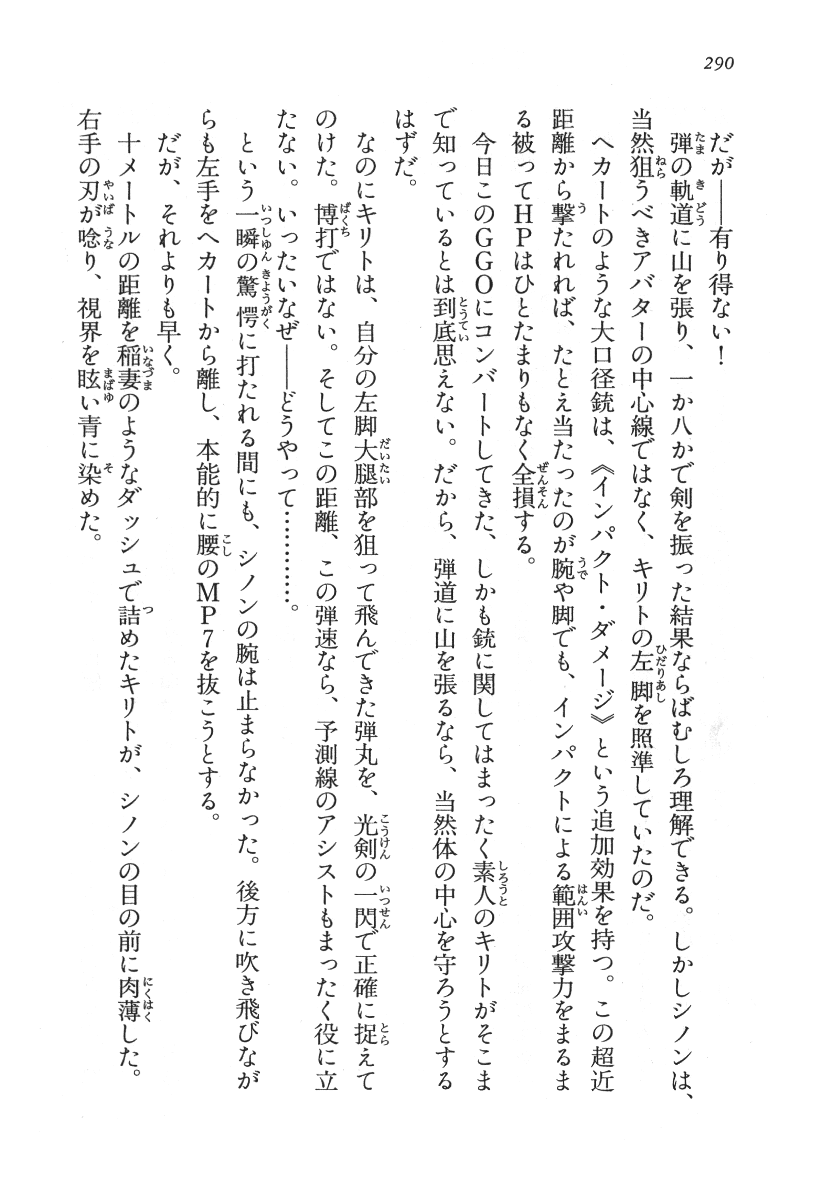 290
だが――有り得ない！
弾の軌道に山を張り、一か八かで剣を振った結果ならばむしろ理解できる。しかしシノンは、
当然狙うべきアバターの中心線ではなく、キリトの左脚を照準していたのだ。
ヘカートのような大口径銃は、《インパクト・ダメージ》という追加効果を持つ。この超近
距離から撃たれれば、たとえ当たったのが腕や脚でも、インパクトによる範囲攻撃力をまるま
る被ってＨＰはひとたまりもなく全損する。
今日このＧＧＯにコンバートしてきた、しかも銃に関してはまったく素人のキリトがそこま
で知っているとは到底思えない。だから、弾道に山を張るなら、当然体の中心を守ろうとする
はずだ。
なのにキリトは、自分の左脚大腿部を狙って飛んできた弾丸を、光剣の一閃で正確に捉えて
のけた。博打ではない。そしてこの距離、この弾速なら、予測線のアシストもまったく役に立
たない。いったいなぜ――どうやって…………。
という一瞬の驚愕に打たれる間にも、シノンの腕は止まらなかった。後方に吹き飛びなが
らも左手をヘカートから離し、本能的に腰のＭＰ７を抜こうとする。
だが、それよりも早く。
十メートルの距離を稲妻のようなダッシュで詰めたキリトが、シノンの目の前に肉薄した。
右手の刃が唸り、視界を眩い青に染めた。